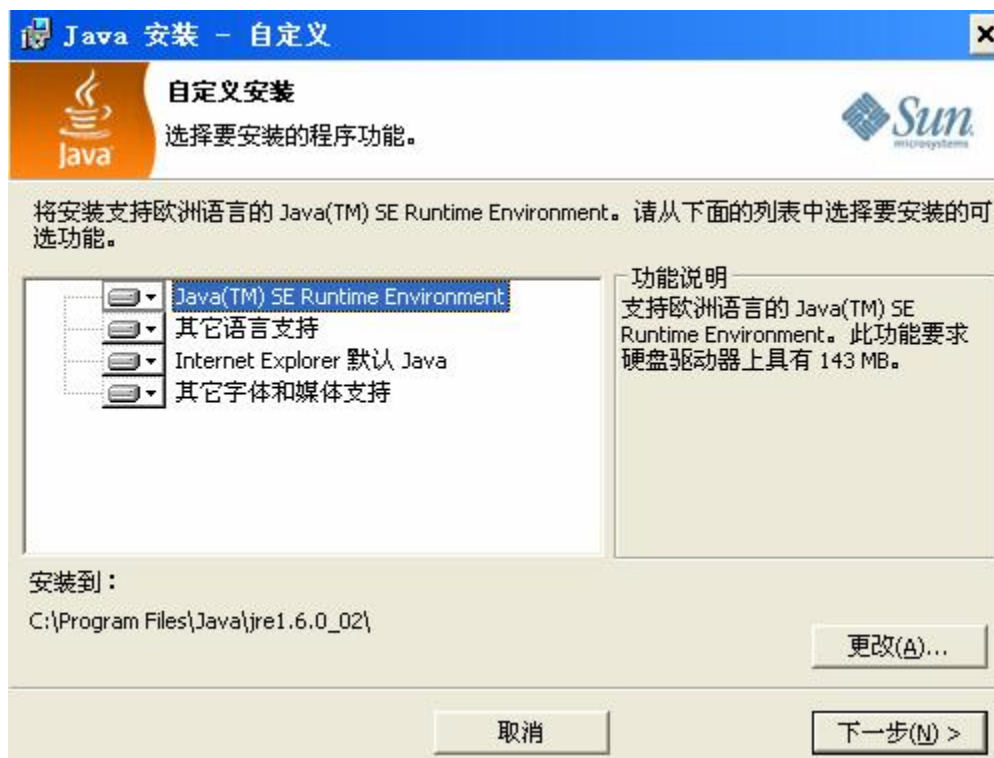 Java 安装 - 自定义
Java
自定义安装
选择要安装的程序功能。
Sun
microsystems
将安装支持欧洲语言的 Java(TM) SE Runtime Environment。请从下面的列表中选择要安装的可
选功能。
Java(TM) SE Runtime Environment
其它语言支持
Internet Explorer 默认 Java
其它字体和媒体支持
功能说明
支持欧洲语言的 Java(TM) SE
Runtime Environment。此功能要求
硬盘驱动器上具有 143 MB。
安装到：
C:\Program Files\Java\jre1.6.0_02\
更改(A)...
取消
下一步(N) >